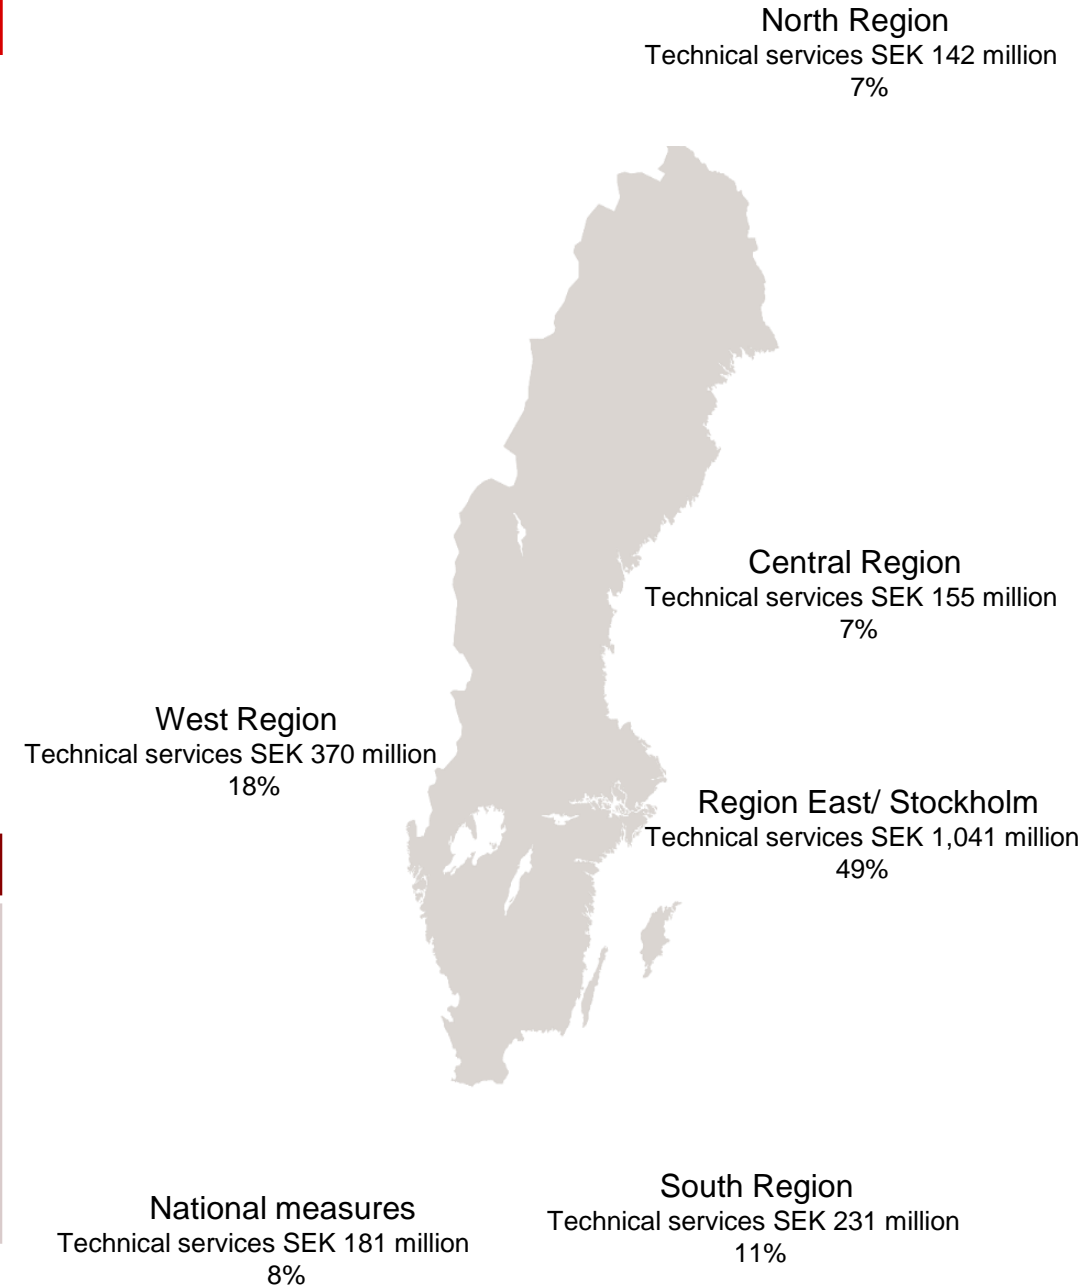 North Region
Technical services SEK 142 million
7%
Central Region
Technical services SEK 155 million
7%
West Region
Technical services SEK 370 million
18%
Region East/ Stockholm
Technical services SEK 1,041 million
49%
South Region
Technical services SEK 231 million
11%
National measures
Technical services SEK 181 million
8%